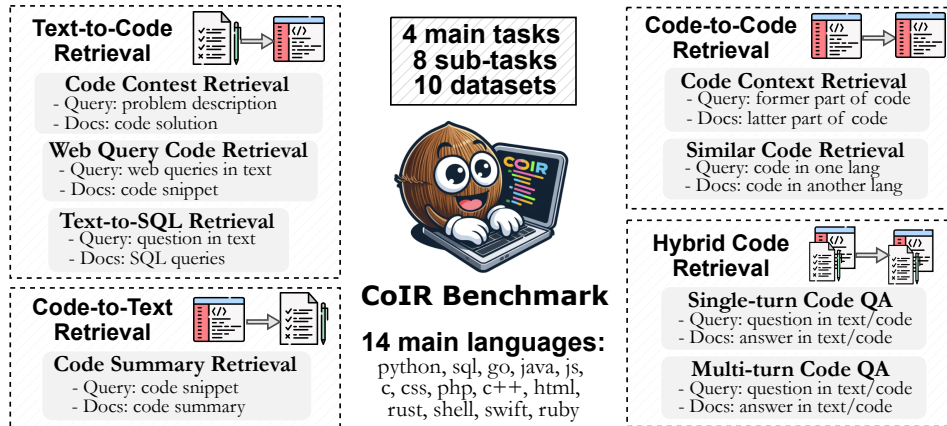 Text-to-Code
Retrieval
Code Contest Retrieval
- Query: problem description
- Docs: code solution
Web Query Code Retrieval
- Query: web queries in text
- Docs: code snippet
Text-to-SQL Retrieval
- Query: question in text
- Docs: SQL queries
Code-to-Text
Retrieval
Code Summary Retrieval
- Query: code snippet
- Docs: code summary
4 main tasks
8 sub-tasks
10 datasets
COIR
CoIR Benchmark
14 main languages:
python, sql, go, java, js,
c, css, php, c++, html,
rust, shell, swift, ruby
Code-to-Code
Retrieval
Code Context Retrieval
- Query: former part of code
- Docs: latter part of code
Similar Code Retrieval
- Query: code in one lang
- Docs: code in another lang
Hybrid Code
Retrieval
Single-turn Code QA
- Query: question in text/code
- Docs: answer in text/code
Multi-turn Code QA
- Query: question in text/code
- Docs: answer in text/code